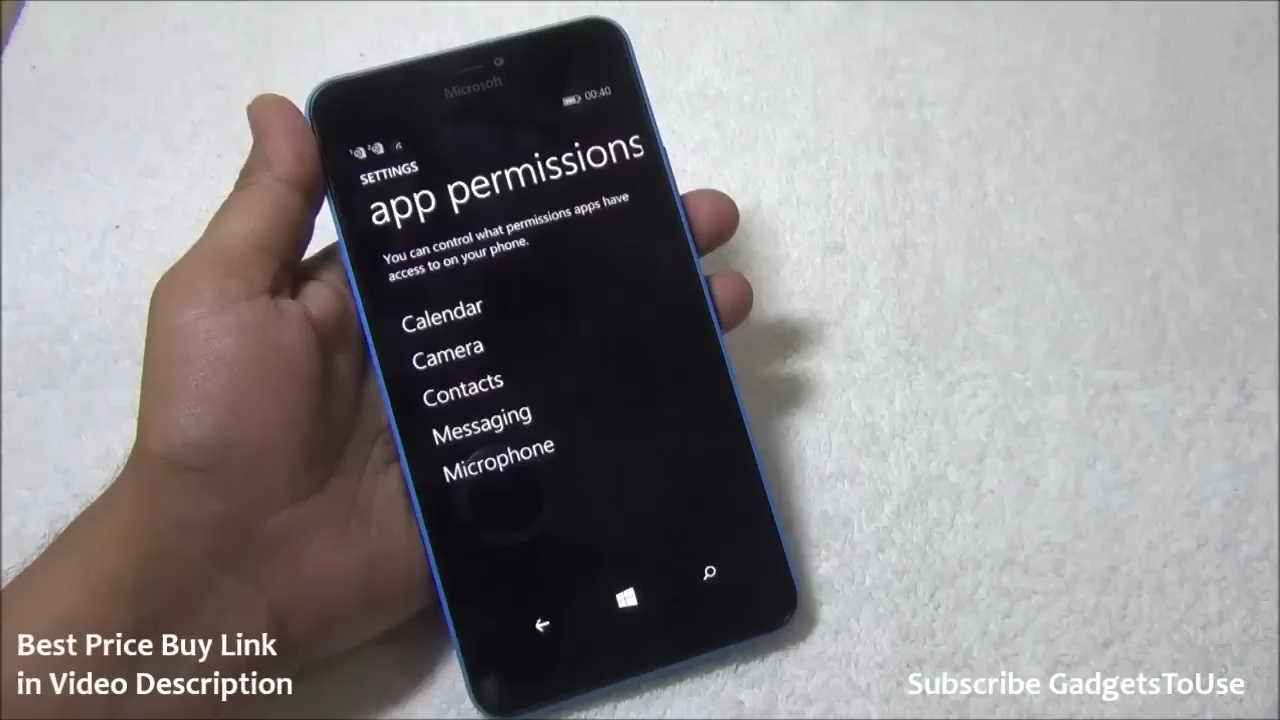 Microsoft
00:40
SETTINGS
app permissions
You can control what permissions apps have
access to on your phone.
Calendar
Camera
Contacts
Messaging
Microphone
Best Price Buy Link
in Video Description
Subscribe GadgetsToUse